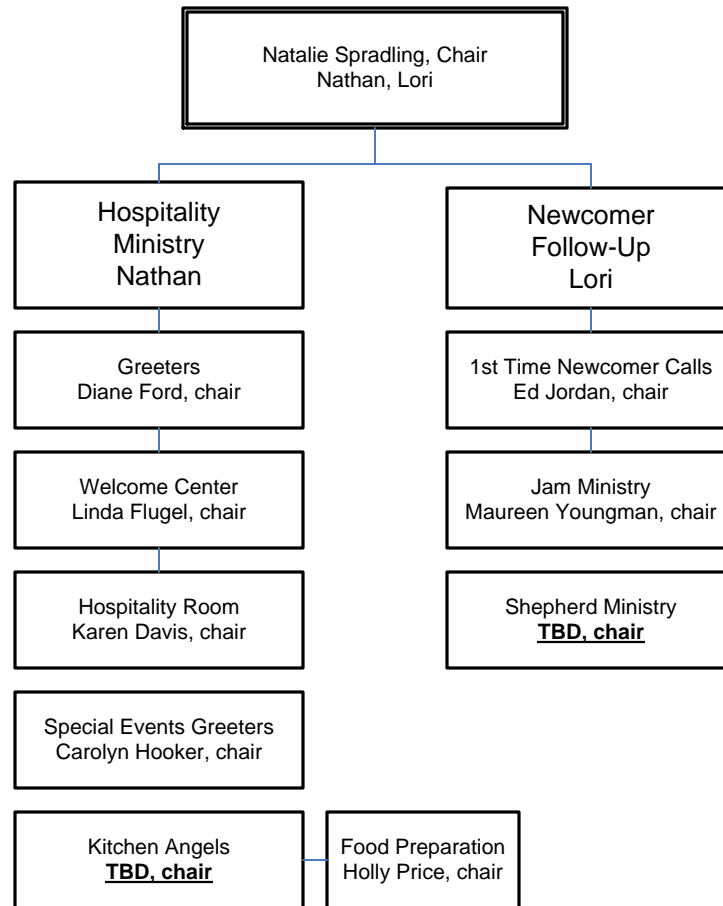 Natalie Spradling, Chair
Nathan, Lori
Hospitality
Ministry
Nathan
Greeters
Diane Ford, chair
Welcome Center
Linda Flugel, chair
Hospitality Room
Karen Davis, chair
Special Events Greeters
Carolyn Hooker, chair
Kitchen Angels
TBD, chair
Food Preparation
Holly Price, chair
Newcomer
Follow-Up
Lori
1st Time Newcomer Calls
Ed Jordan, chair
Jam Ministry
Maureen Youngman, chair
Shepherd Ministry
TBD, chair